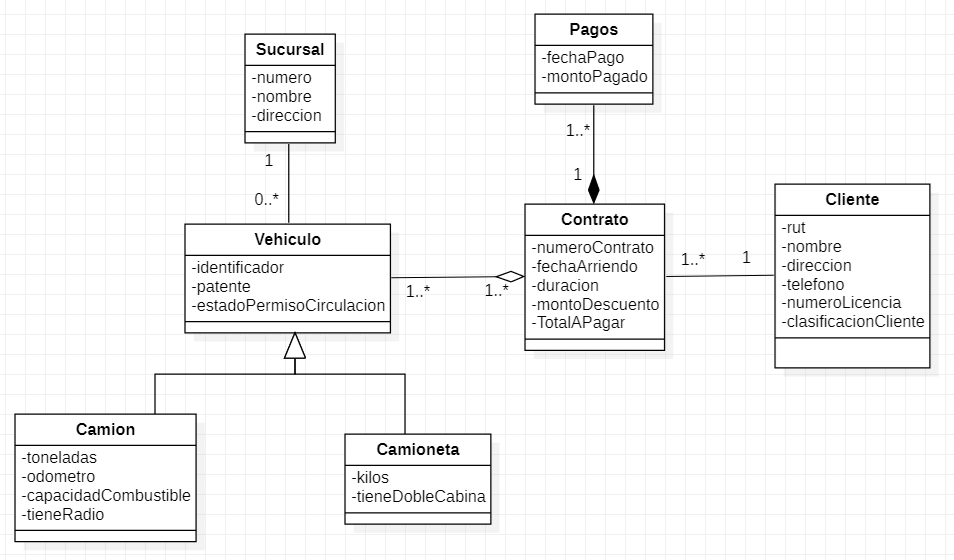 Pagos
-fechaPago
-montoPagado
1..*
1
Sucursal
-numero
-nombre
-direccion
1
0..*
Vehiculo
-identificador
-patente
-estadoPermisoCirculacion
1..*
1..*
Contrato
-numeroContrato
-fechaArriendo
-duracion
-montoDescuento
-TotalAPagar
1..*
1
Cliente
-rut
-nombre
-direccion
-telefono
-numeroLicencia
-clasificacionCliente
Camion
-toneladas
-odometro
-capacidadCombustible
-tieneRadio
Camioneta
-kilos
-tieneDobleCabina